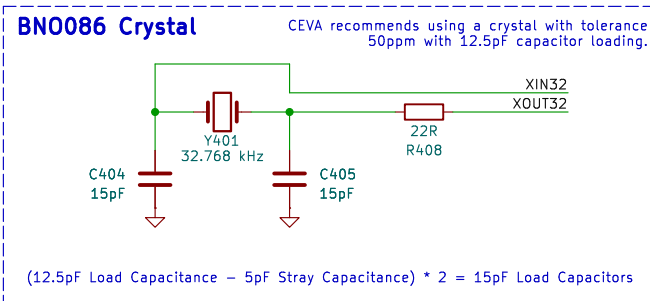 BNO086 Crystal
CEVA recommends using a crystal with tolerance
50ppm with 12.5pF capacitor loading.
XIN32
XOUT32
Y401
32.768 kHz
22R
R408
C404
15pF
C405
15pF
(12.5pF Load Capacitance - 5pF Stray Capacitance) * 2 = 15pF Load Capacitors